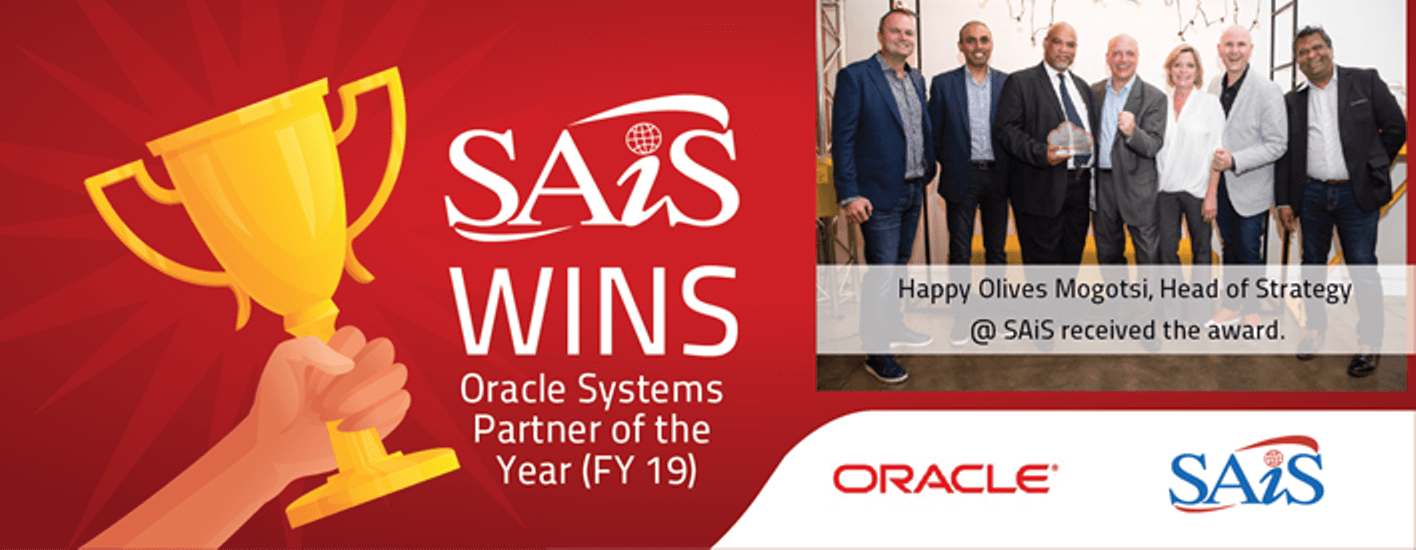 SAiS
WINS
Oracle Systems
Partner of the
Year (FY 19)
Happy Olives Mogotsi, Head of Strategy
@ SAiS received the award.
ORACLE®
SAiS